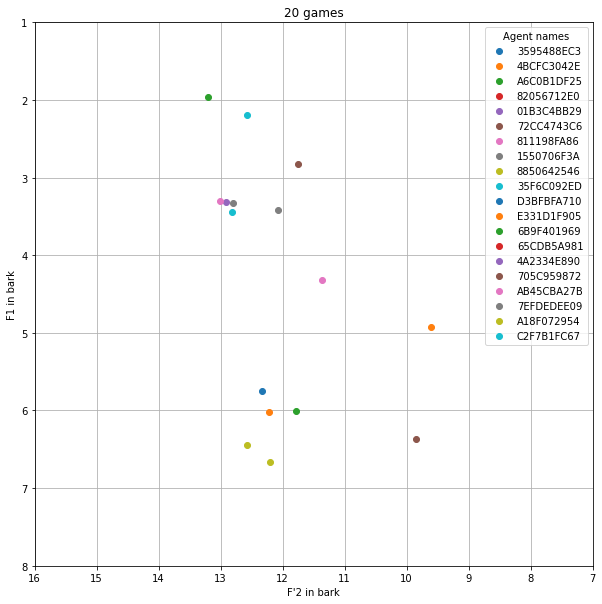 20 games
Agent names
3595488EC3
4BCFC3042E
A6C0B1DF25
82056712E0
01B3C4BB29
72CC4743C6
811198FA86
1550706F3A
8850642546
35F6C092ED
D3BFBFA710
E331D1F905
6B9F401969
65CDB5A981
4A2334E890
705C959872
AB45CBA27B
7EFDEDEE09
A18F072954
C2F7B1FC67
F1 in bark
1
2
3
4
5
6
7
8
16 15 14 13 12 11 10 9 8 7
F'2 in bark